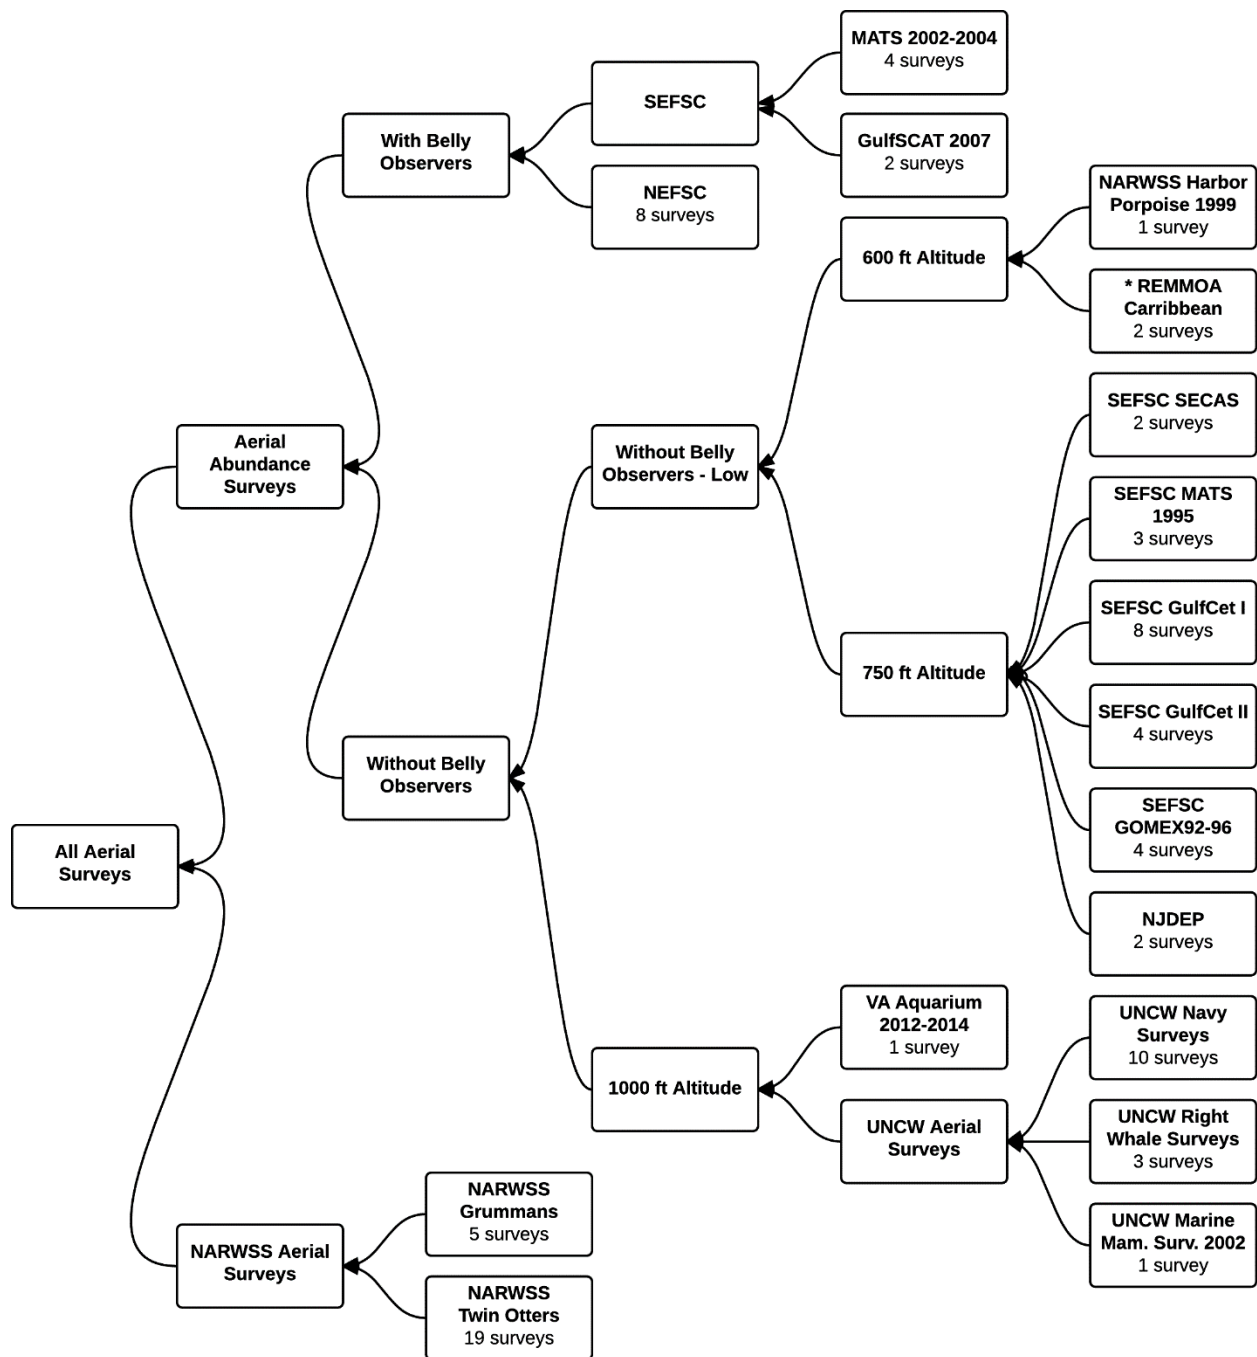 MATS 2002-2004
4 surveys
SEFSC
With Belly
Observers
GulfSCAT 2007
2 surveys
NEFSC
8 surveys
NARWSS Harbor
Porpoise 1999
1 survey
600 ft Altitude
* REMMOA
Carribbean
2 surveys
SEFSC SECAS
2 surveys
Aerial
Abundance
Surveys
Without Belly
Observers - Low
SEFSC MATS
1995
3 surveys
SEFSC GulfCet I
8 surveys
750 ft Altitude
SEFSC GulfCet II
4 surveys
Without Belly
Observers
SEFSC
GOMEX92-96
4 surveys
All Aerial
Surveys
NJDEP
2 surveys
VA Aquarium
2012-2014
1 survey
UNCW Navy
Surveys
10 surveys
1000 ft Altitude
UNCW Aerial
Surveys
UNCW Right
Whale Surveys
3 surveys
NARWSS
Grummans
5 surveys
UNCW Marine
Mam. Surv. 2002
1 survey
NARWSS Aerial
Surveys
NARWSS
Twin Otters
19 surveys